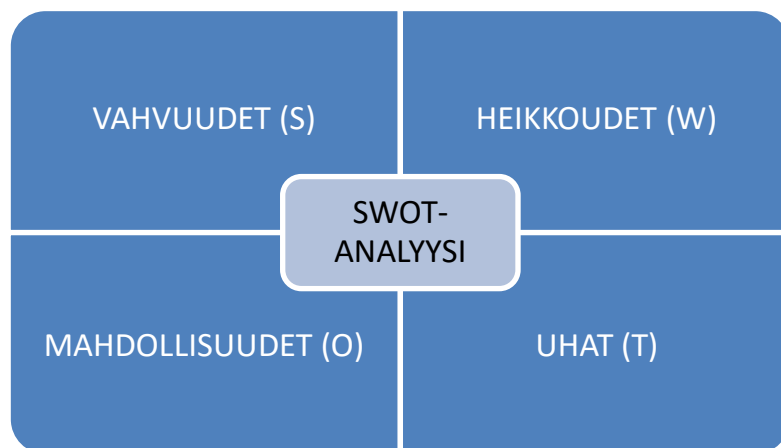 VAHVUUDET (S)
HEIKKOUDET (W)
SWOT-
ANALYYSI
MAHDOLLISUUDET (O)
UHAT (T)